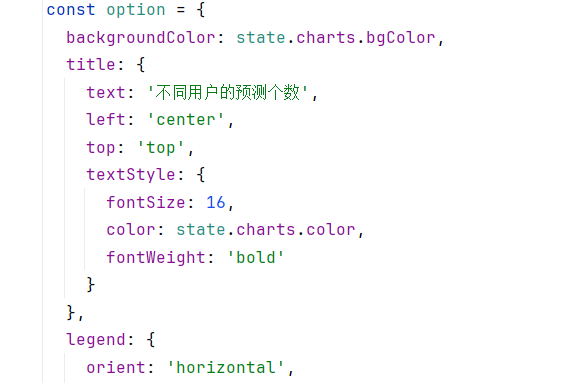 const option = {
backgroundColor: state.charts.bgColor,
title: {
text: '不同用户的预测个数',
left: 'center',
top: 'top',
textStyle: {
fontSize: 16,
color: state.charts.color,
fontWeight: 'bold'
}
},
legend: {
orient: 'horizontal',